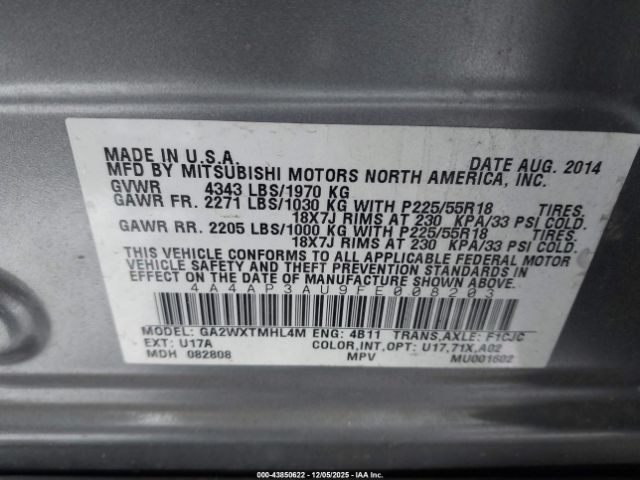 MADE IN U.S.A. DATE AUG. 2014
MFD BY MITSUBISHI MOTORS NORTH AMERICA, INC.
GVWR 4343 LBS/1970 KG
GAWR FR. 2271 LBS/1030 KG WITH P225/55R18 TIRES.
18X7J RIMS AT 230 KPA/33 PSI COLD.
GAWR RR. 2205 LBS/1000 KG WITH P225/55R18 TIRES.
18X7J RIMS AT 230 KPA/33 PSI COLD.
THIS VEHICLE CONFORMS TO ALL APPLICABLE FEDERAL MOTOR
VEHICLE SAFETY AND THEFT PREVENTION STANDARDS IN
EFFECT ON THE DATE OF MANUFACTURE SHOWN ABOVE.
4A4AP3AU9FE008203
MODEL: GA2WXTMHL4M ENG: 4B11 TRANS,AXLE: F1CJC
EXT: U17A COLOR,INT,OPT: U17,71X,A02
MDH 082808 MPV MU001602
000-43850622 - 12/05/2025 - IAA Inc.